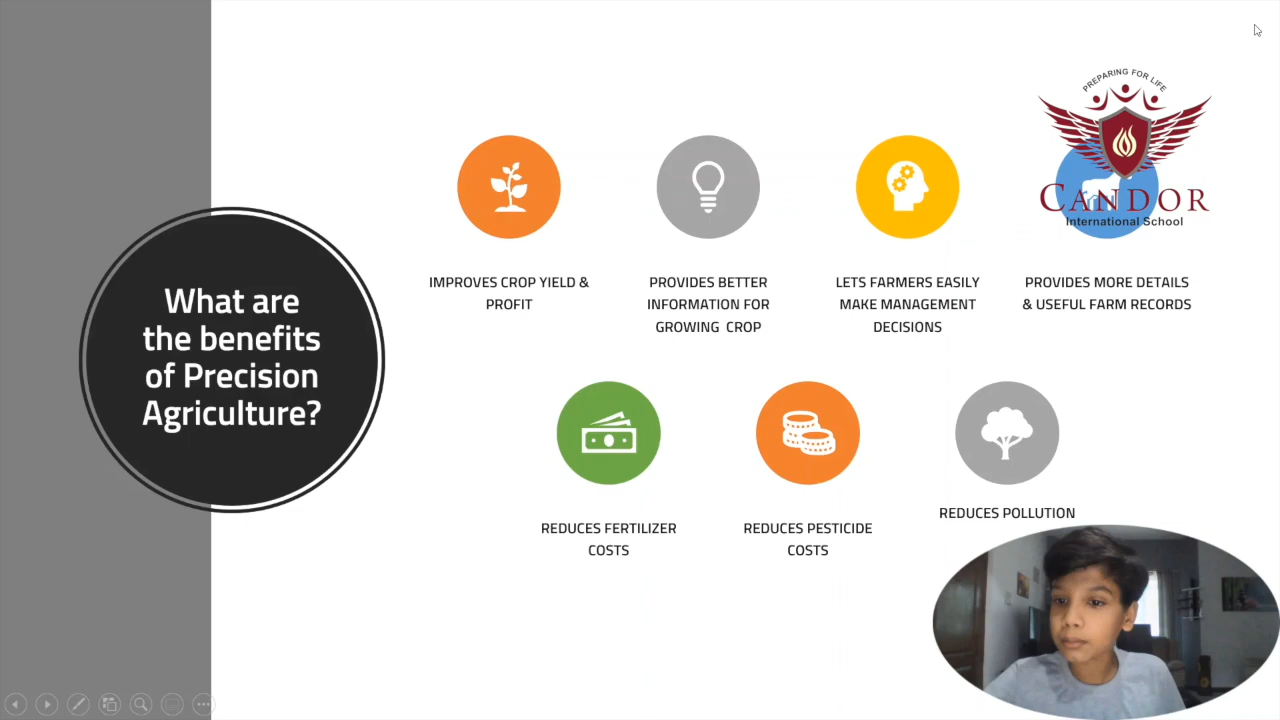 PREPARING FOR LIFE
CANDOR
International School
What are
the benefits
of Precision
Agriculture?
IMPROVES CROP YIELD &
PROFIT
PROVIDES BETTER
INFORMATION FOR
GROWING CROP
LETS FARMERS EASILY
MAKE MANAGEMENT
DECISIONS
PROVIDES MORE DETAILS
& USEFUL FARM RECORDS
REDUCES FERTILIZER
COSTS
REDUCES PESTICIDE
COSTS
REDUCES POLLUTION